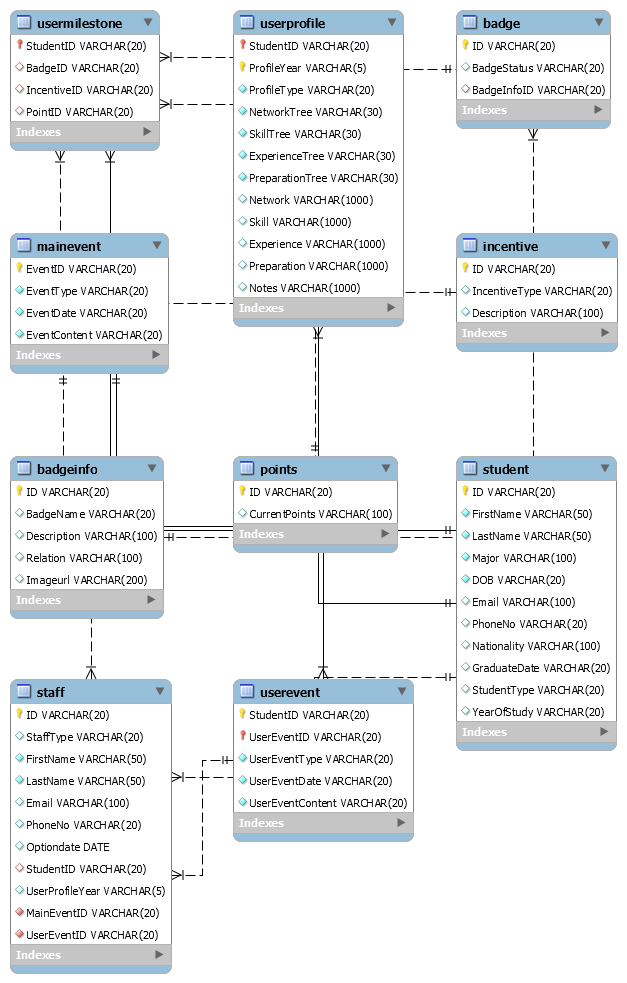 usermilestone
StudentID VARCHAR(20)
BadgeID VARCHAR(20)
IncentiveID VARCHAR(20)
PointID VARCHAR(20)
Indexes
userprofile
StudentID VARCHAR(20)
ProfileYear VARCHAR(5)
ProfileType VARCHAR(20)
NetworkTree VARCHAR(30)
SkillTree VARCHAR(30)
ExperienceTree VARCHAR(30)
PreparationTree VARCHAR(30)
Network VARCHAR(1000)
Skill VARCHAR(1000)
Experience VARCHAR(1000)
Preparation VARCHAR(1000)
Notes VARCHAR(1000)
Indexes
badge
ID VARCHAR(20)
BadgeStatus VARCHAR(20)
BadgeInfoID VARCHAR(20)
Indexes
mainevent
EventID VARCHAR(20)
EventType VARCHAR(20)
EventDate VARCHAR(20)
EventContent VARCHAR(20)
Indexes
incentive
ID VARCHAR(20)
IncentiveType VARCHAR(20)
Description VARCHAR(100)
Indexes
badgeinfo
ID VARCHAR(20)
BadgeName VARCHAR(20)
Description VARCHAR(100)
Relation VARCHAR(100)
Imageurl VARCHAR(200)
Indexes
points
ID VARCHAR(20)
CurrentPoints VARCHAR(100)
Indexes
student
ID VARCHAR(20)
FirstName VARCHAR(50)
LastName VARCHAR(50)
Major VARCHAR(100)
DOB VARCHAR(20)
Email VARCHAR(100)
PhoneNo VARCHAR(20)
Nationality VARCHAR(100)
GraduateDate VARCHAR(20)
StudentType VARCHAR(20)
YearOfStudy VARCHAR(20)
Indexes
staff
ID VARCHAR(20)
StaffType VARCHAR(20)
FirstName VARCHAR(50)
LastName VARCHAR(50)
Email VARCHAR(100)
PhoneNo VARCHAR(20)
Optiondate DATE
StudentID VARCHAR(20)
UserProfileYear VARCHAR(5)
MainEventID VARCHAR(20)
UserEventID VARCHAR(20)
Indexes
userevent
StudentID VARCHAR(20)
UserEventID VARCHAR(20)
UserEventType VARCHAR(20)
UserEventDate VARCHAR(20)
UserEventContent VARCHAR(20)
Indexes